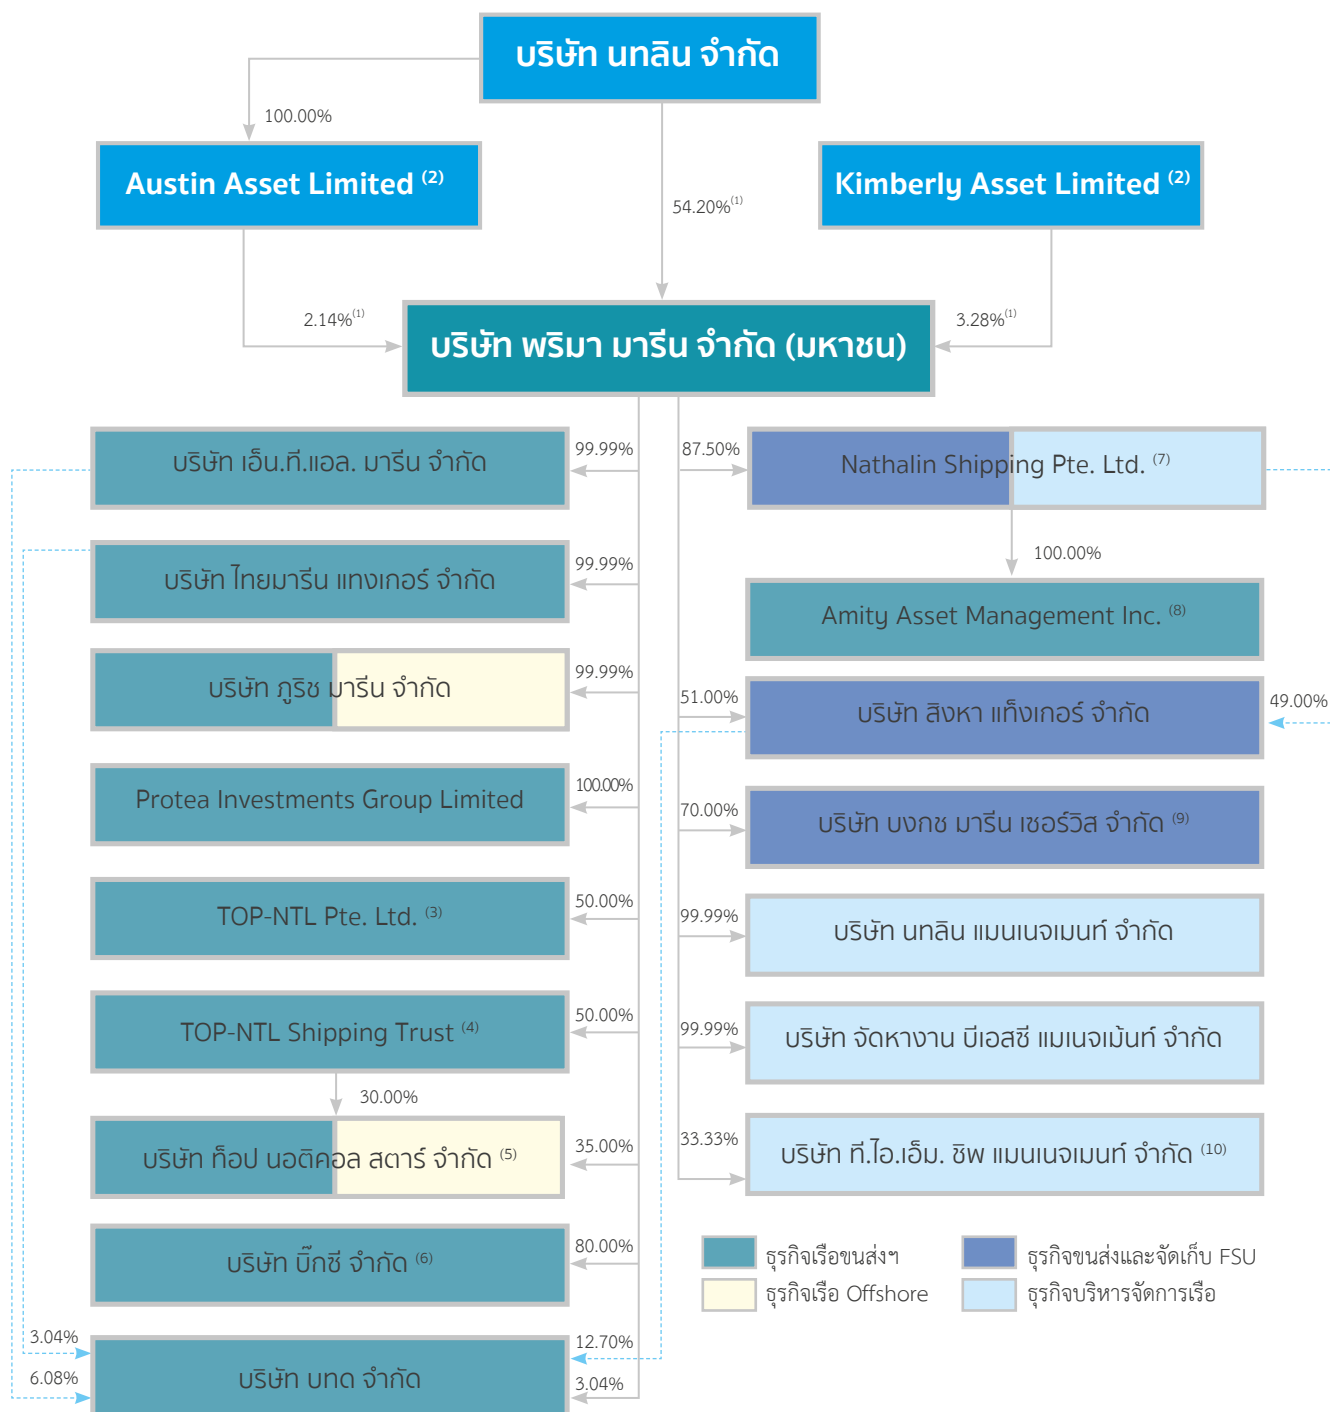 บริษัท นทลิน จำกัด
100.00%
Austin Asset Limited (2)
54.20%(1)
Kimberly Asset Limited (2)
2.14%(1)
3.28%(1)
บริษัท พริมา มารีน จำกัด (มหาชน)
บริษัท เอ็น.ที.แอล. มารีน จำกัด
99.99%
87.50%
Nathalin Shipping Pte. Ltd. (7)
บริษัท ไทยมารีน แทงเกอร์ จำกัด
99.99%
100.00%
Amity Asset Management Inc. (8)
บริษัท ภูริช มารีน จำกัด
99.99%
51.00%
บริษัท สิงหา แท็งเกอร์ จำกัด
49.00%
Protea Investments Group Limited
100.00%
70.00%
บริษัท บงกช มารีน เซอร์วิส จำกัด (9)
TOP-NTL Pte. Ltd. (3)
50.00%
99.99%
บริษัท นทลิน แมนเนจเมนท์ จำกัด
TOP-NTL Shipping Trust (4)
50.00%
99.99%
บริษัท จัดหางาน บีเอสซี แมเนจเม้นท์ จำกัด
30.00%
บริษัท ท็อป นอติคอล สตาร์ จำกัด (5)
35.00%
33.33%
บริษัท ที.ไอ.เอ็ม. ชิพ แมนเนจเมนท์ จำกัด (10)
บริษัท บิ๊กซี จำกัด (6)
80.00%
ธุรกิจเรือขนส่งฯ
ธุรกิจขนส่งและจัดเก็บ FSU
ธุรกิจเรือ Offshore
ธุรกิจบริหารจัดการเรือ
3.04%
12.70%
6.08%
บริษัท บทด จำกัด
3.04%